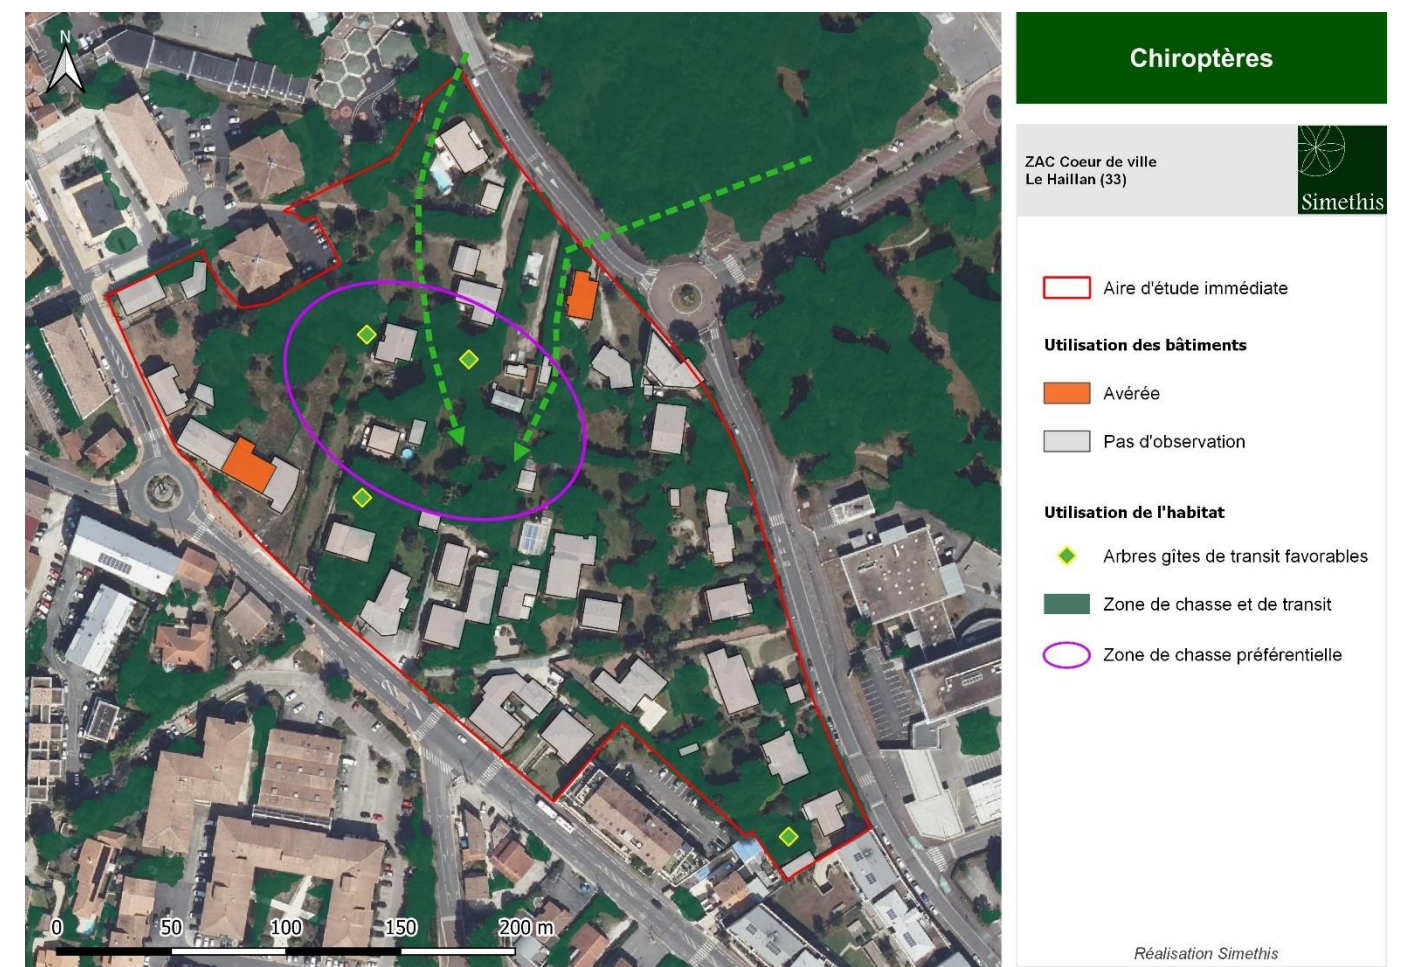 N
Chiroptères
ZAC Coeur de ville
Le Haillan (33)
Simethis
Aire d'étude immédiate
Utilisation des bâtiments
Avérée
Pas d'observation
Utilisation de l'habitat
Arbres gîtes de transit favorables
Zone de chasse et de transit
Zone de chasse préférentielle
0 50 100 150 200 m
Réalisation Simethis